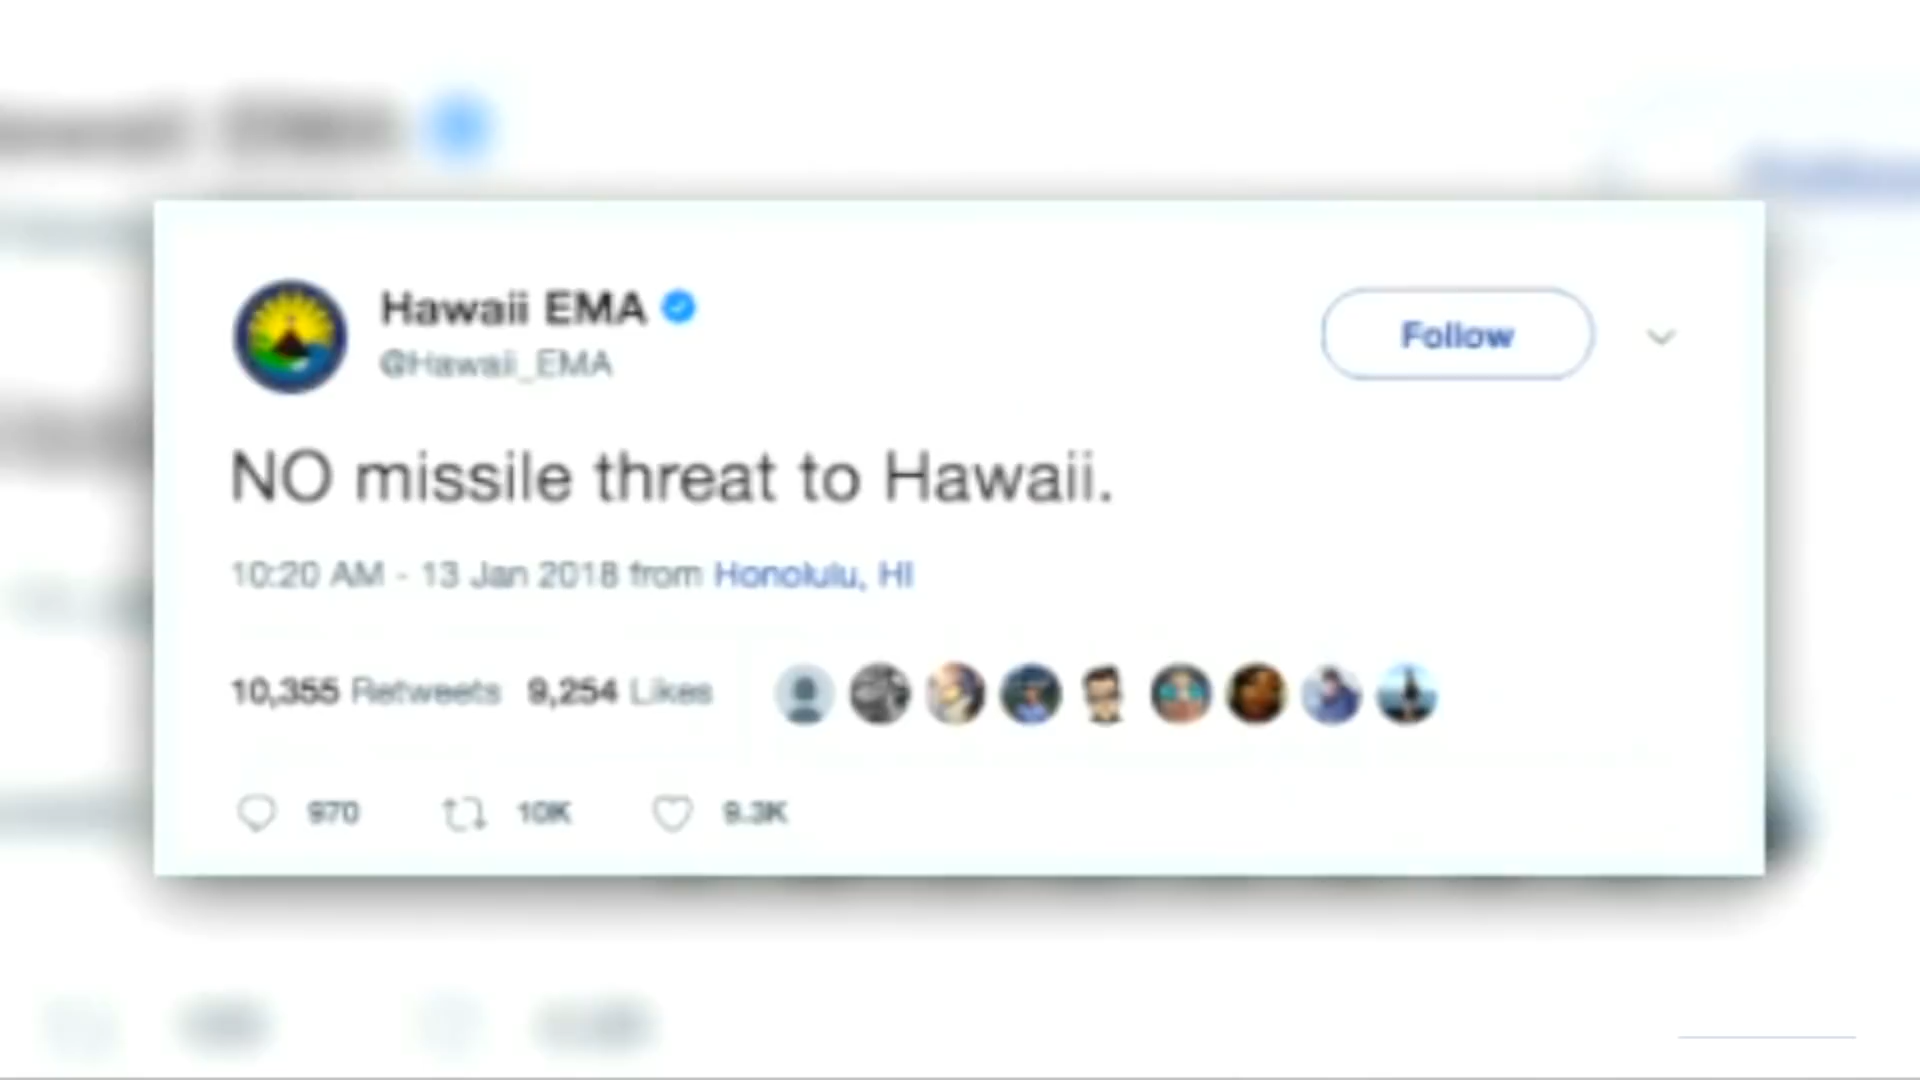 Hawaii EMA
@Hawaii_EMA
Follow
NO missile threat to Hawaii.
10:20 AM - 13 Jan 2018 from Honolulu, HI
10,355 Retweets 9,254 Likes
970 10K 9.3K